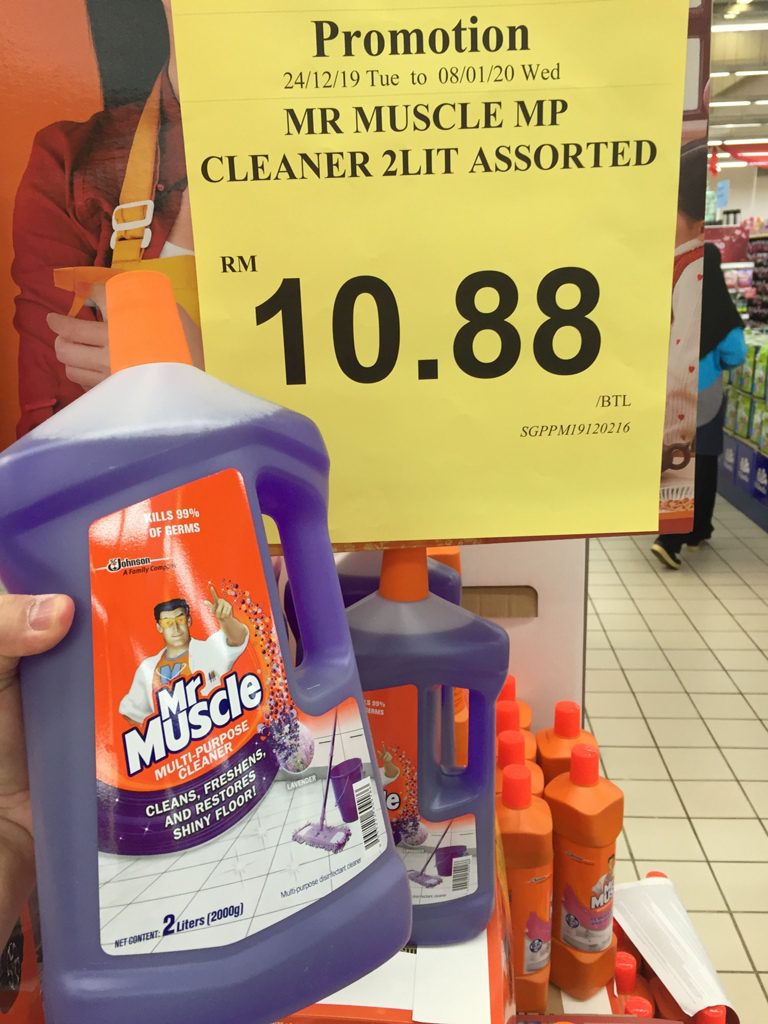 Promotion
24/12/19 Tue to 08/01/20 Wed
MR MUSCLE MP
CLEANER 2LIT ASSORTED
RM
10.88
/BTL
SGPPM19120216
KILLS 99%
OF GERMS
Johnson
A Family Company
Mr
Muscle
MULTI-PURPOSE
CLEANER
CLEANS, FRESHENS,
AND RESTORES
SHINY FLOOR!
LAVENDER
Multi-purpose disinfectant cleaner
NET CONTENT: 2 Liters (2000g)